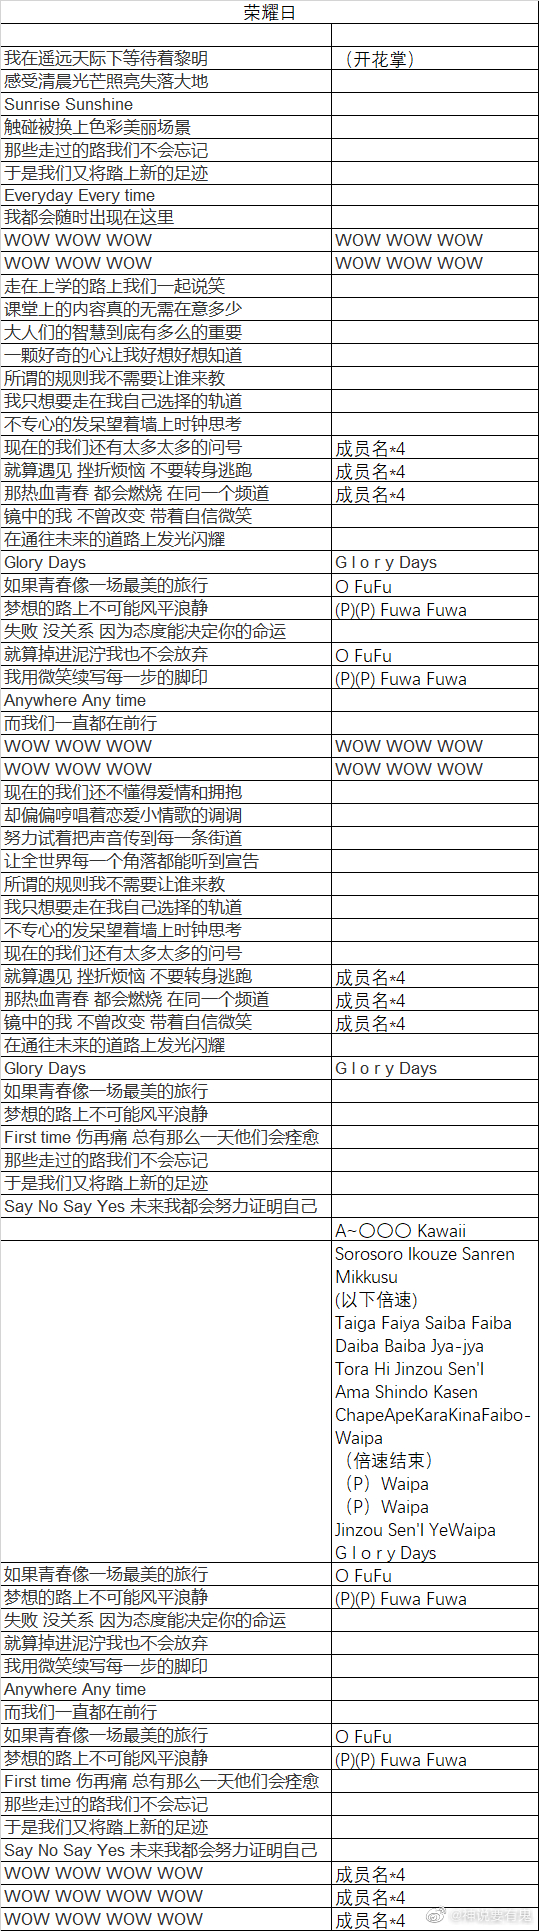 荣耀日
我在遥远天际下等待着黎明 （开花掌）
感受清晨光芒照亮失落大地
Sunrise Sunshine
触碰被换上色彩美丽场景
那些走过的路我们不会忘记
于是我们又将踏上新的足迹
Everyday Every time
我都会随时出现在这里
WOW WOW WOW WOW WOW WOW
WOW WOW WOW WOW WOW WOW
走在上学的路上我们一起说笑
课堂上的内容真的无需在意多少
大人们的智慧到底有多么的重要
一颗好奇的心让我好想好想知道
所谓的规则我不需要让谁来教
我只想要走在我自己选择的轨道
不专心的发呆望着墙上时钟思考
现在的我们还有太多太多的问号 成员名*4
就算遇见 挫折烦恼 不要转身逃跑 成员名*4
那热血青春 都会燃烧 在同一个频道 成员名*4
镜中的我 不曾改变 带着自信微笑
在通往未来的道路上发光闪耀
Glory Days G l o r y Days
如果青春像一场最美的旅行 O FuFu
梦想的路上不可能风平浪静 (P)(P) Fuwa Fuwa
失败 没关系 因为态度能决定你的命运
就算掉进泥泞我也不会放弃 O FuFu
我用微笑续写每一步的脚印 (P)(P) Fuwa Fuwa
Anywhere Any time
而我们一直都在前行
WOW WOW WOW WOW WOW WOW
WOW WOW WOW WOW WOW WOW
现在的我们还不懂得爱情和拥抱
却偏偏哼唱着恋爱小情歌的调调
努力试着把声音传到每一条街道
让全世界每一个角落都能听到宣告
所谓的规则我不需要让谁来教
我只想要走在我自己选择的轨道
不专心的发呆望着墙上时钟思考
现在的我们还有太多太多的问号
就算遇见 挫折烦恼 不要转身逃跑 成员名*4
那热血青春 都会燃烧 在同一个频道 成员名*4
镜中的我 不曾改变 带着自信微笑 成员名*4
在通往未来的道路上发光闪耀
Glory Days G l o r y Days
如果青春像一场最美的旅行
梦想的路上不可能风平浪静
First time 伤再痛 总有那么一天他们会痊愈
那些走过的路我们不会忘记
于是我们又将踏上新的足迹
Say No Say Yes 未来我都会努力证明自己
A~〇〇〇 Kawaii
Sorosoro Ikouze Sanren
Mikkusu
(以下倍速)
Taiga Faiya Saiba Faiba
Daiba Baiba Jya-jya
Tora Hi Jinzou Sen'I
Ama Shindo Kasen
ChapeApeKaraKinaFaibo-
Waipa
（倍速结束）
（P）Waipa
（P）Waipa
Jinzou Sen'I YeWaipa
G l o r y Days
如果青春像一场最美的旅行 O FuFu
梦想的路上不可能风平浪静 (P)(P) Fuwa Fuwa
失败 没关系 因为态度能决定你的命运
就算掉进泥泞我也不会放弃
我用微笑续写每一步的脚印
Anywhere Any time
而我们一直都在前行
如果青春像一场最美的旅行 O FuFu
梦想的路上不可能风平浪静 (P)(P) Fuwa Fuwa
First time 伤再痛 总有那么一天他们会痊愈
那些走过的路我们不会忘记
于是我们又将踏上新的足迹
Say No Say Yes 未来我都会努力证明自己
WOW WOW WOW WOW 成员名*4
WOW WOW WOW WOW 成员名*4
WOW WOW WOW WOW 成员名*4